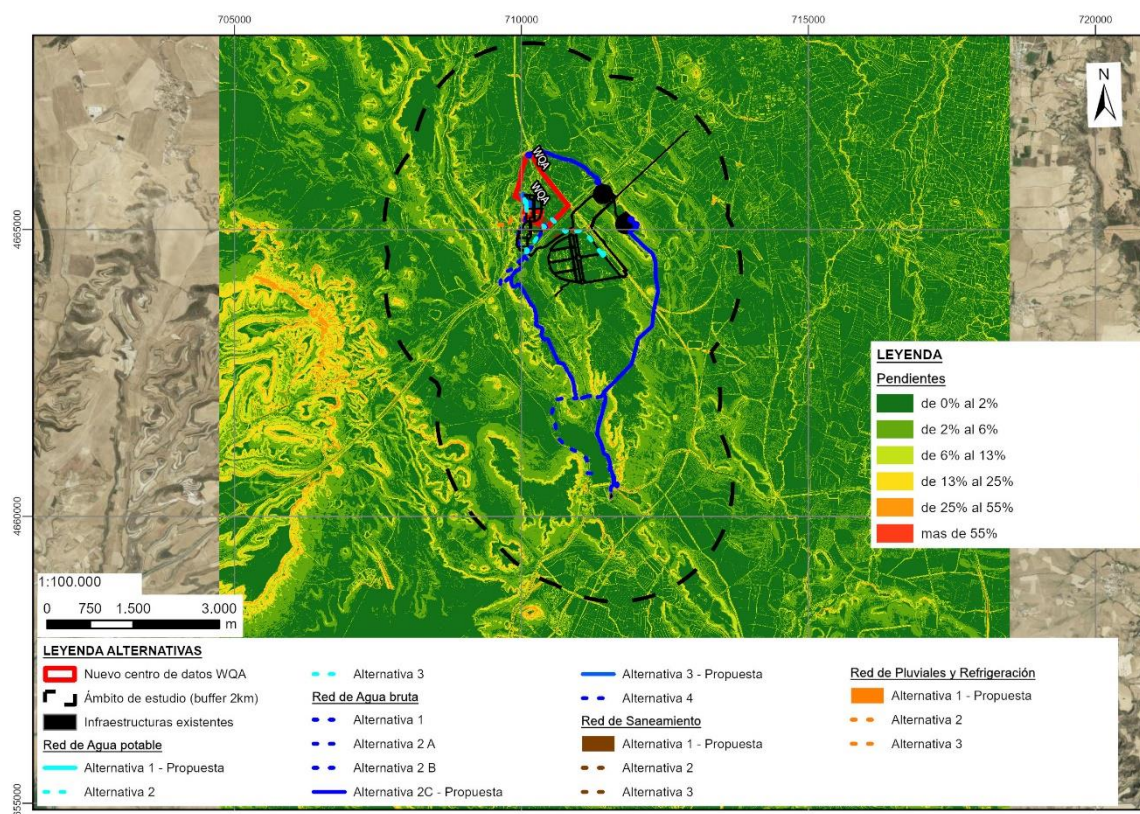 705000
710000
715000
720000
N
WQA
WQA
4665000
4660000
4655000
LEYENDA
Pendientes
de 0% al 2%
de 2% al 6%
de 6% al 13%
de 13% al 25%
de 25% al 55%
mas de 55%
1:100.000
0 750 1.500 3.000
m
LEYENDA ALTERNATIVAS
Nuevo centro de datos WQA
Ámbito de estudio (buffer 2km)
Infraestructuras existentes
Red de Agua potable
Alternativa 1 - Propuesta
Alternativa 2
Alternativa 3
Red de Agua bruta
Alternativa 1
Alternativa 2 A
Alternativa 2 B
Alternativa 2C - Propuesta
Alternativa 3 - Propuesta
Alternativa 4
Red de Saneamiento
Alternativa 1 - Propuesta
Alternativa 2
Alternativa 3
Red de Pluviales y Refrigeración
Alternativa 1 - Propuesta
Alternativa 2
Alternativa 3